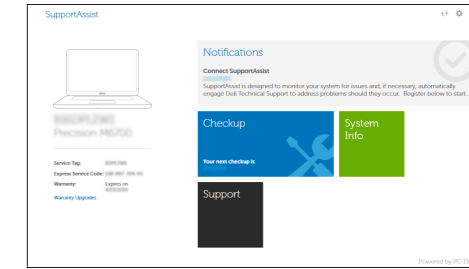 SupportAssist
Notifications
Connect SupportAssist
SupportAssist is designed to monitor your system for issues and, if necessary, automatically
engage Dell Technical Support to address problems should they occur. Register below to start..
Precision M6700
Checkup
System
Info
Your next checkup is
Service Tag:
Express Service Code:
Warranty: Expires on
Warranty Upgrades
Support
Powered by PC-D